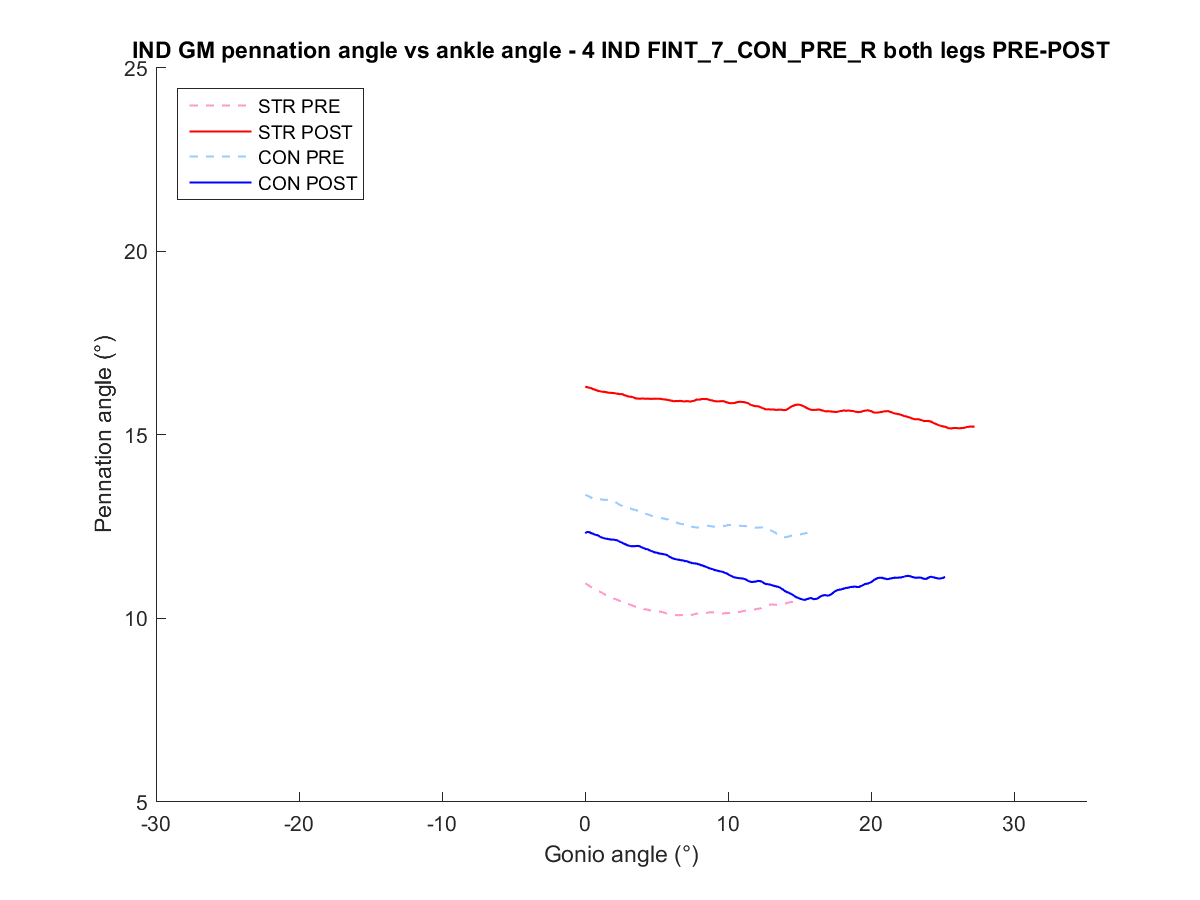 IND GM pennation angle vs ankle angle - 4 IND FINT_7_CON_PRE_R both legs PRE-POST
25
STR PRE
STR POST
CON PRE
CON POST
20
15
10
5
Pennation angle (°)
-30
-20
-10
0
10
20
30
Gonio angle (°)